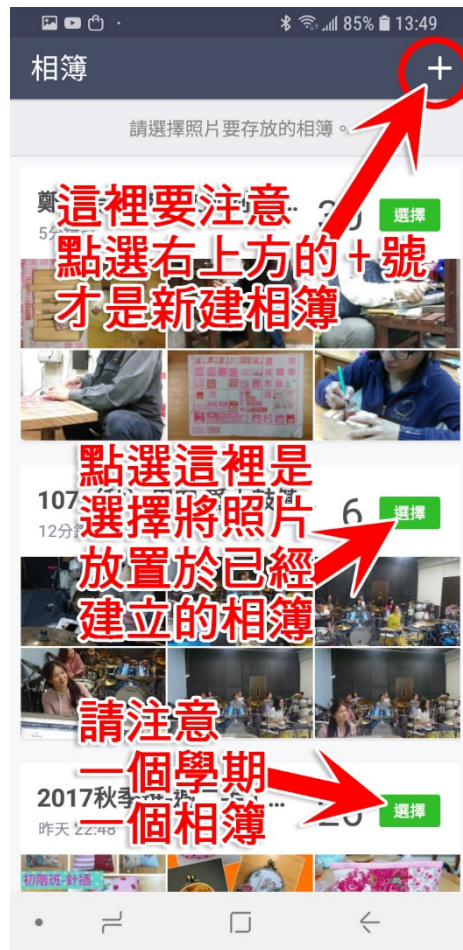 85% 13:49
相簿
+
請選擇照片要存放的相簿。
鄭
5分
選擇
這裡要注意
點選右上方的+號
才是新建相簿
107
6
選擇
12分
點選這裡是
選擇將照片
放置於已經
建立的相簿
2017秋季
選擇
昨天 22:48
請注意
一個學期
一個相簿
初階班-針插